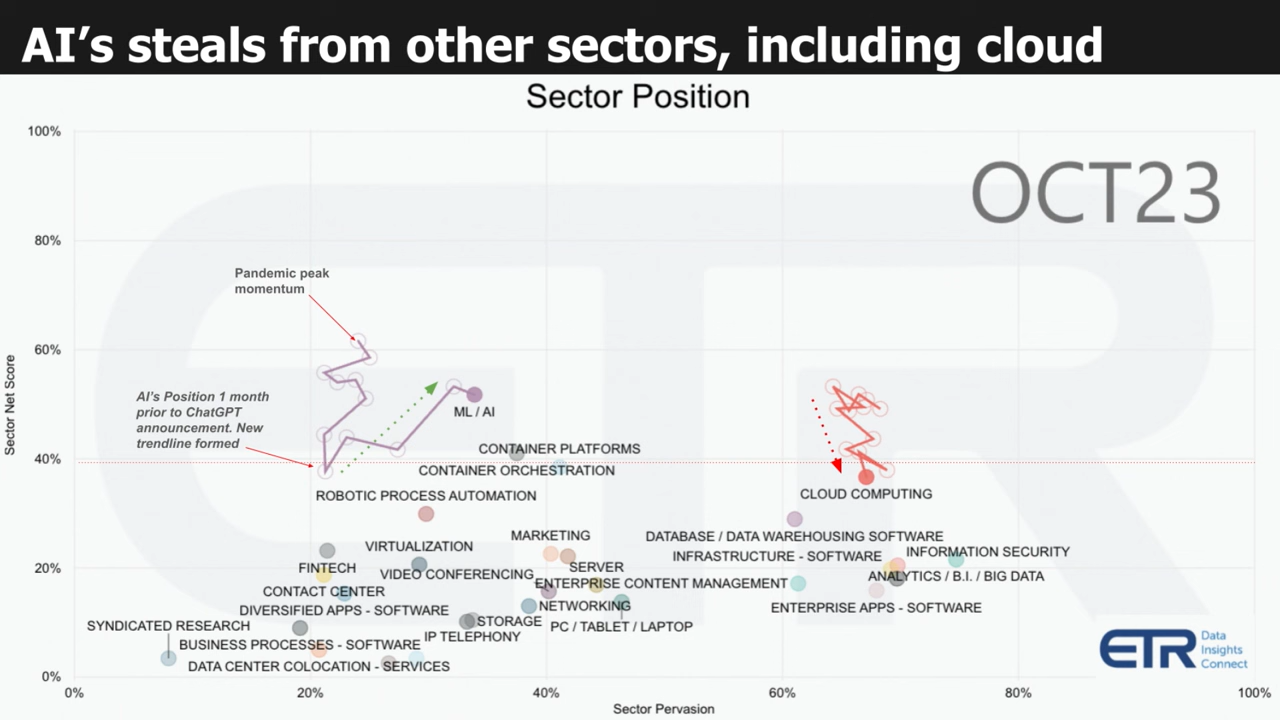 AI’s steals from other sectors, including cloud
Sector Position
100%
OCT23
80%
Pandemic peak
momentum
60%
AI’s Position 1 month
prior to ChatGPT
announcement. New
trendline formed
ML / AI
Sector Net Score
40%
CONTAINER PLATFORMS
CONTAINER ORCHESTRATION
ROBOTIC PROCESS AUTOMATION
CLOUD COMPUTING
MARKETING
DATABASE / DATA WAREHOUSING SOFTWARE
VIRTUALIZATION
INFRASTRUCTURE - SOFTWARE
INFORMATION SECURITY
20%
FINTECH
VIDEO CONFERENCING
SERVER
ANALYTICS / B.I. / BIG DATA
ENTERPRISE CONTENT MANAGEMENT
CONTACT CENTER
DIVERSIFIED APPS - SOFTWARE
NETWORKING
ENTERPRISE APPS - SOFTWARE
SYNDICATED RESEARCH
STORAGE
PC / TABLET / LAPTOP
IP TELEPHONY
BUSINESS PROCESSES - SOFTWARE
DATA CENTER COLOCATION - SERVICES
ETR
Data
Insights
Connect
0%
0%
20%
40%
60%
80%
100%
Sector Pervasion